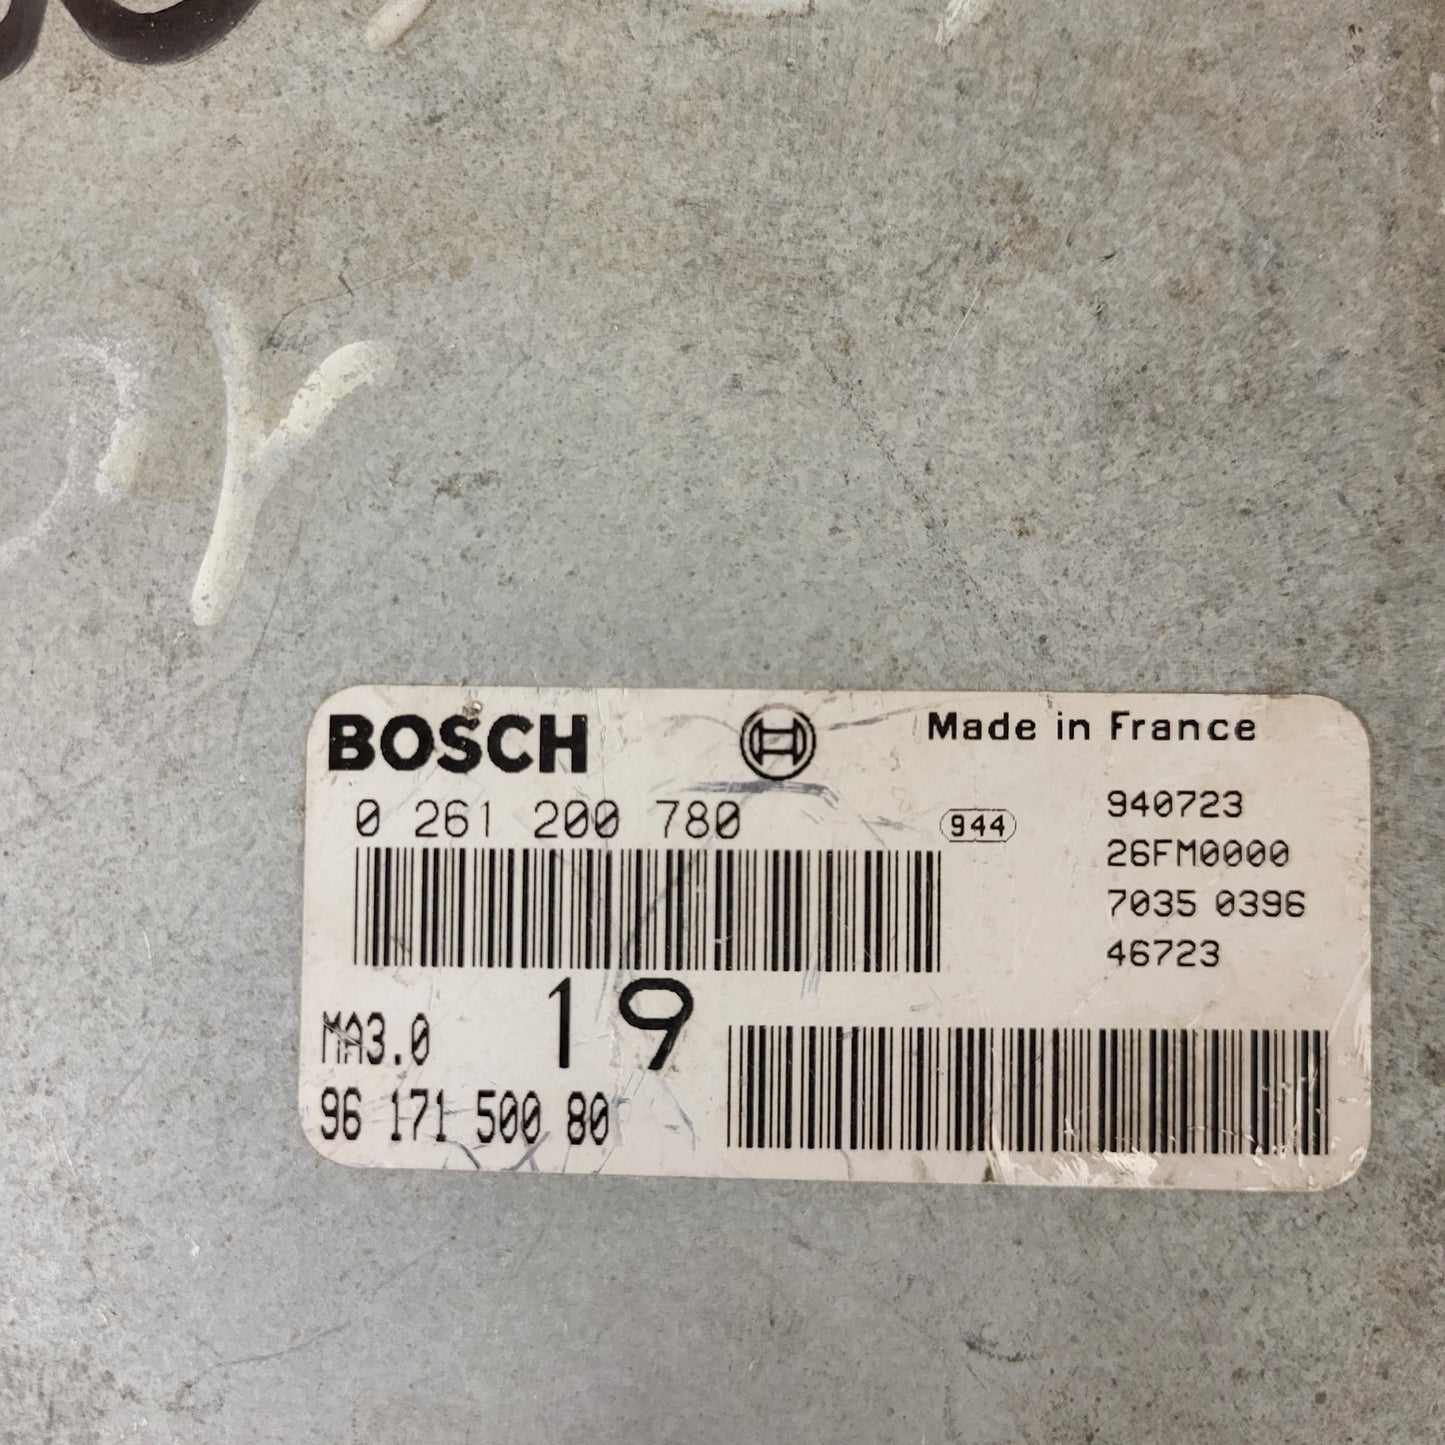 BOSCH
Made in France
0 261 200 780
944
940723
26FM0000
7035 0396
46723
19
MA3.0
96 171 500 80
Y